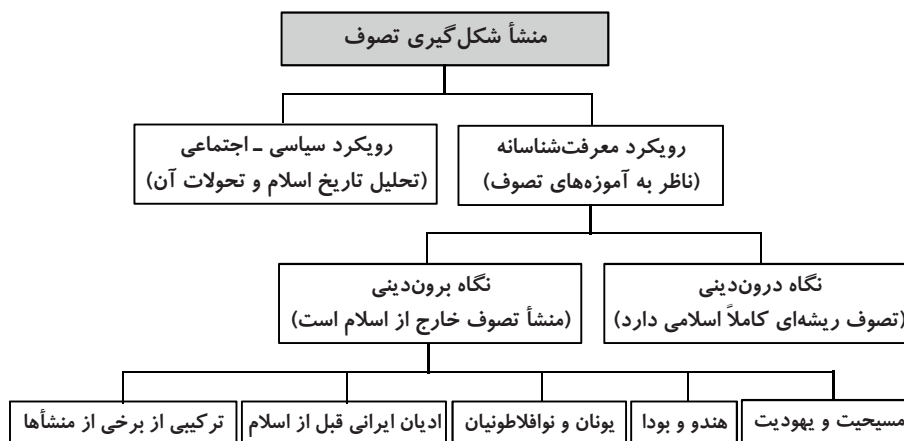 منشأ شکل‌گیری تصوف
رویکرد معرفت‌شناسانه
(ناظر به آموزه‌های تصوف)
رویکرد سیاسی ـ اجتماعی
(تحلیل تاریخ اسلام و تحولات آن)
نگاه درون‌دینی
(تصوف ریشه‌ای کاملاً اسلامی دارد)
نگاه برون‌دینی
(منشأ تصوف خارج از اسلام است)
مسیحیت و یهودیت
هندو و بودا
یونان و نوافلاطونیان
ادیان ایرانی قبل از اسلام
ترکیبی از برخی از منشأها